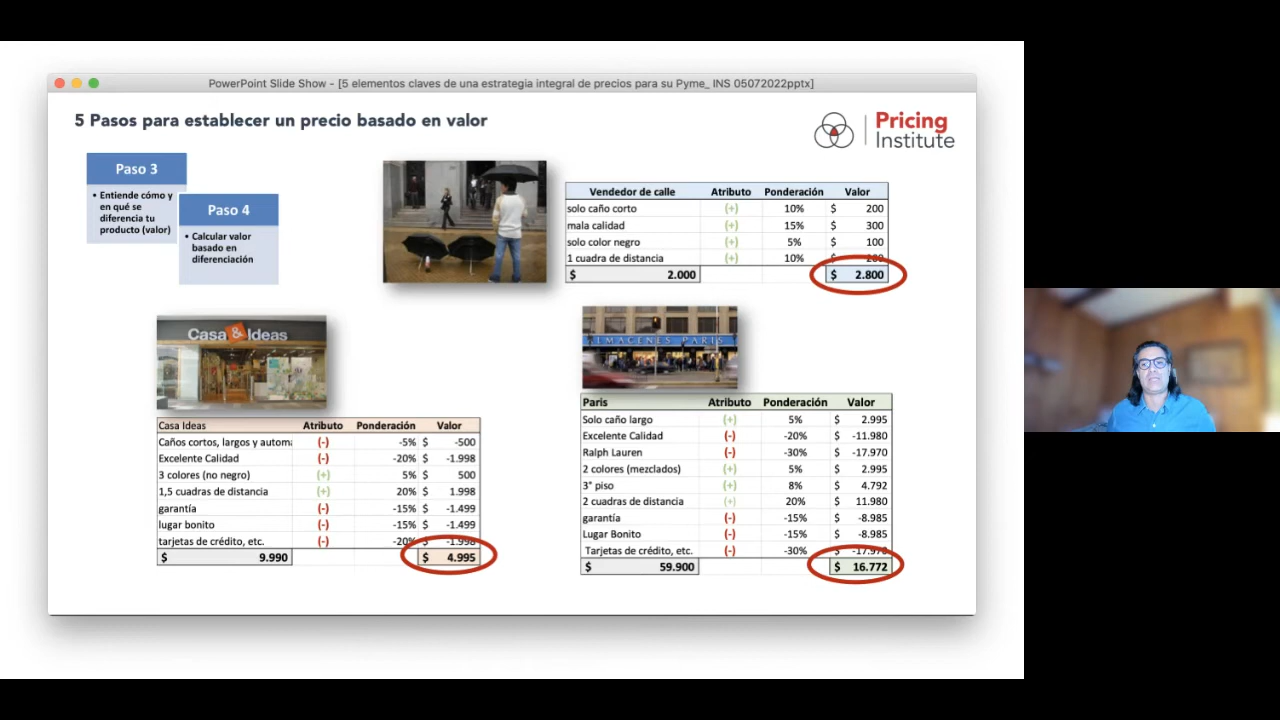 PowerPoint Slide Show - [5 elementos claves de una estrategia integral de precios para su Pyme_ INS 05072022pptx]
5 Pasos para establecer un precio basado en valor
Pricing
Institute
Paso 3
• Entiende cómo y
en qué se
diferencia tu
producto (valor)
Paso 4
• Calcular valor
basado en
diferenciación
Vendedor de calle Atributo Ponderación Valor
solo caño corto (+) 10% $ 200
mala calidad (+) 15% $ 300
solo color negro (+) 5% $ 100
1 cuadra de distancia (+) 10% $ 200
$ 2.000 $ 2.800
Casa & Ideas
Casa Ideas Atributo Ponderación Valor
Caños cortos, largos y automa (-) -5% $ -500
Excelente Calidad (-) -20% $ -1.998
3 colores (no negro) (+) 5% $ 500
1,5 cuadras de distancia (+) 20% $ 1.998
garantía (-) -15% $ -1.499
lugar bonito (-) -15% $ -1.499
tarjetas de crédito, etc. (-) -20% $ -1.998
$ 9.990 $ 4.995
IMAGENES PARIS
Paris Atributo Ponderación Valor
Solo caño largo (+) 5% $ 2.995
Excelente Calidad (-) -20% $ -11.980
Ralph Lauren (-) -30% $ -17.970
2 colores (mezclados) (+) 5% $ 2.995
3° piso (+) 8% $ 4.792
2 cuadras de distancia (+) 20% $ 11.980
garantía (-) -15% $ -8.985
Lugar Bonito (-) -15% $ -8.985
Tarjetas de crédito, etc. (-) -30% $ -17.970
$ 59.900 $ 16.772